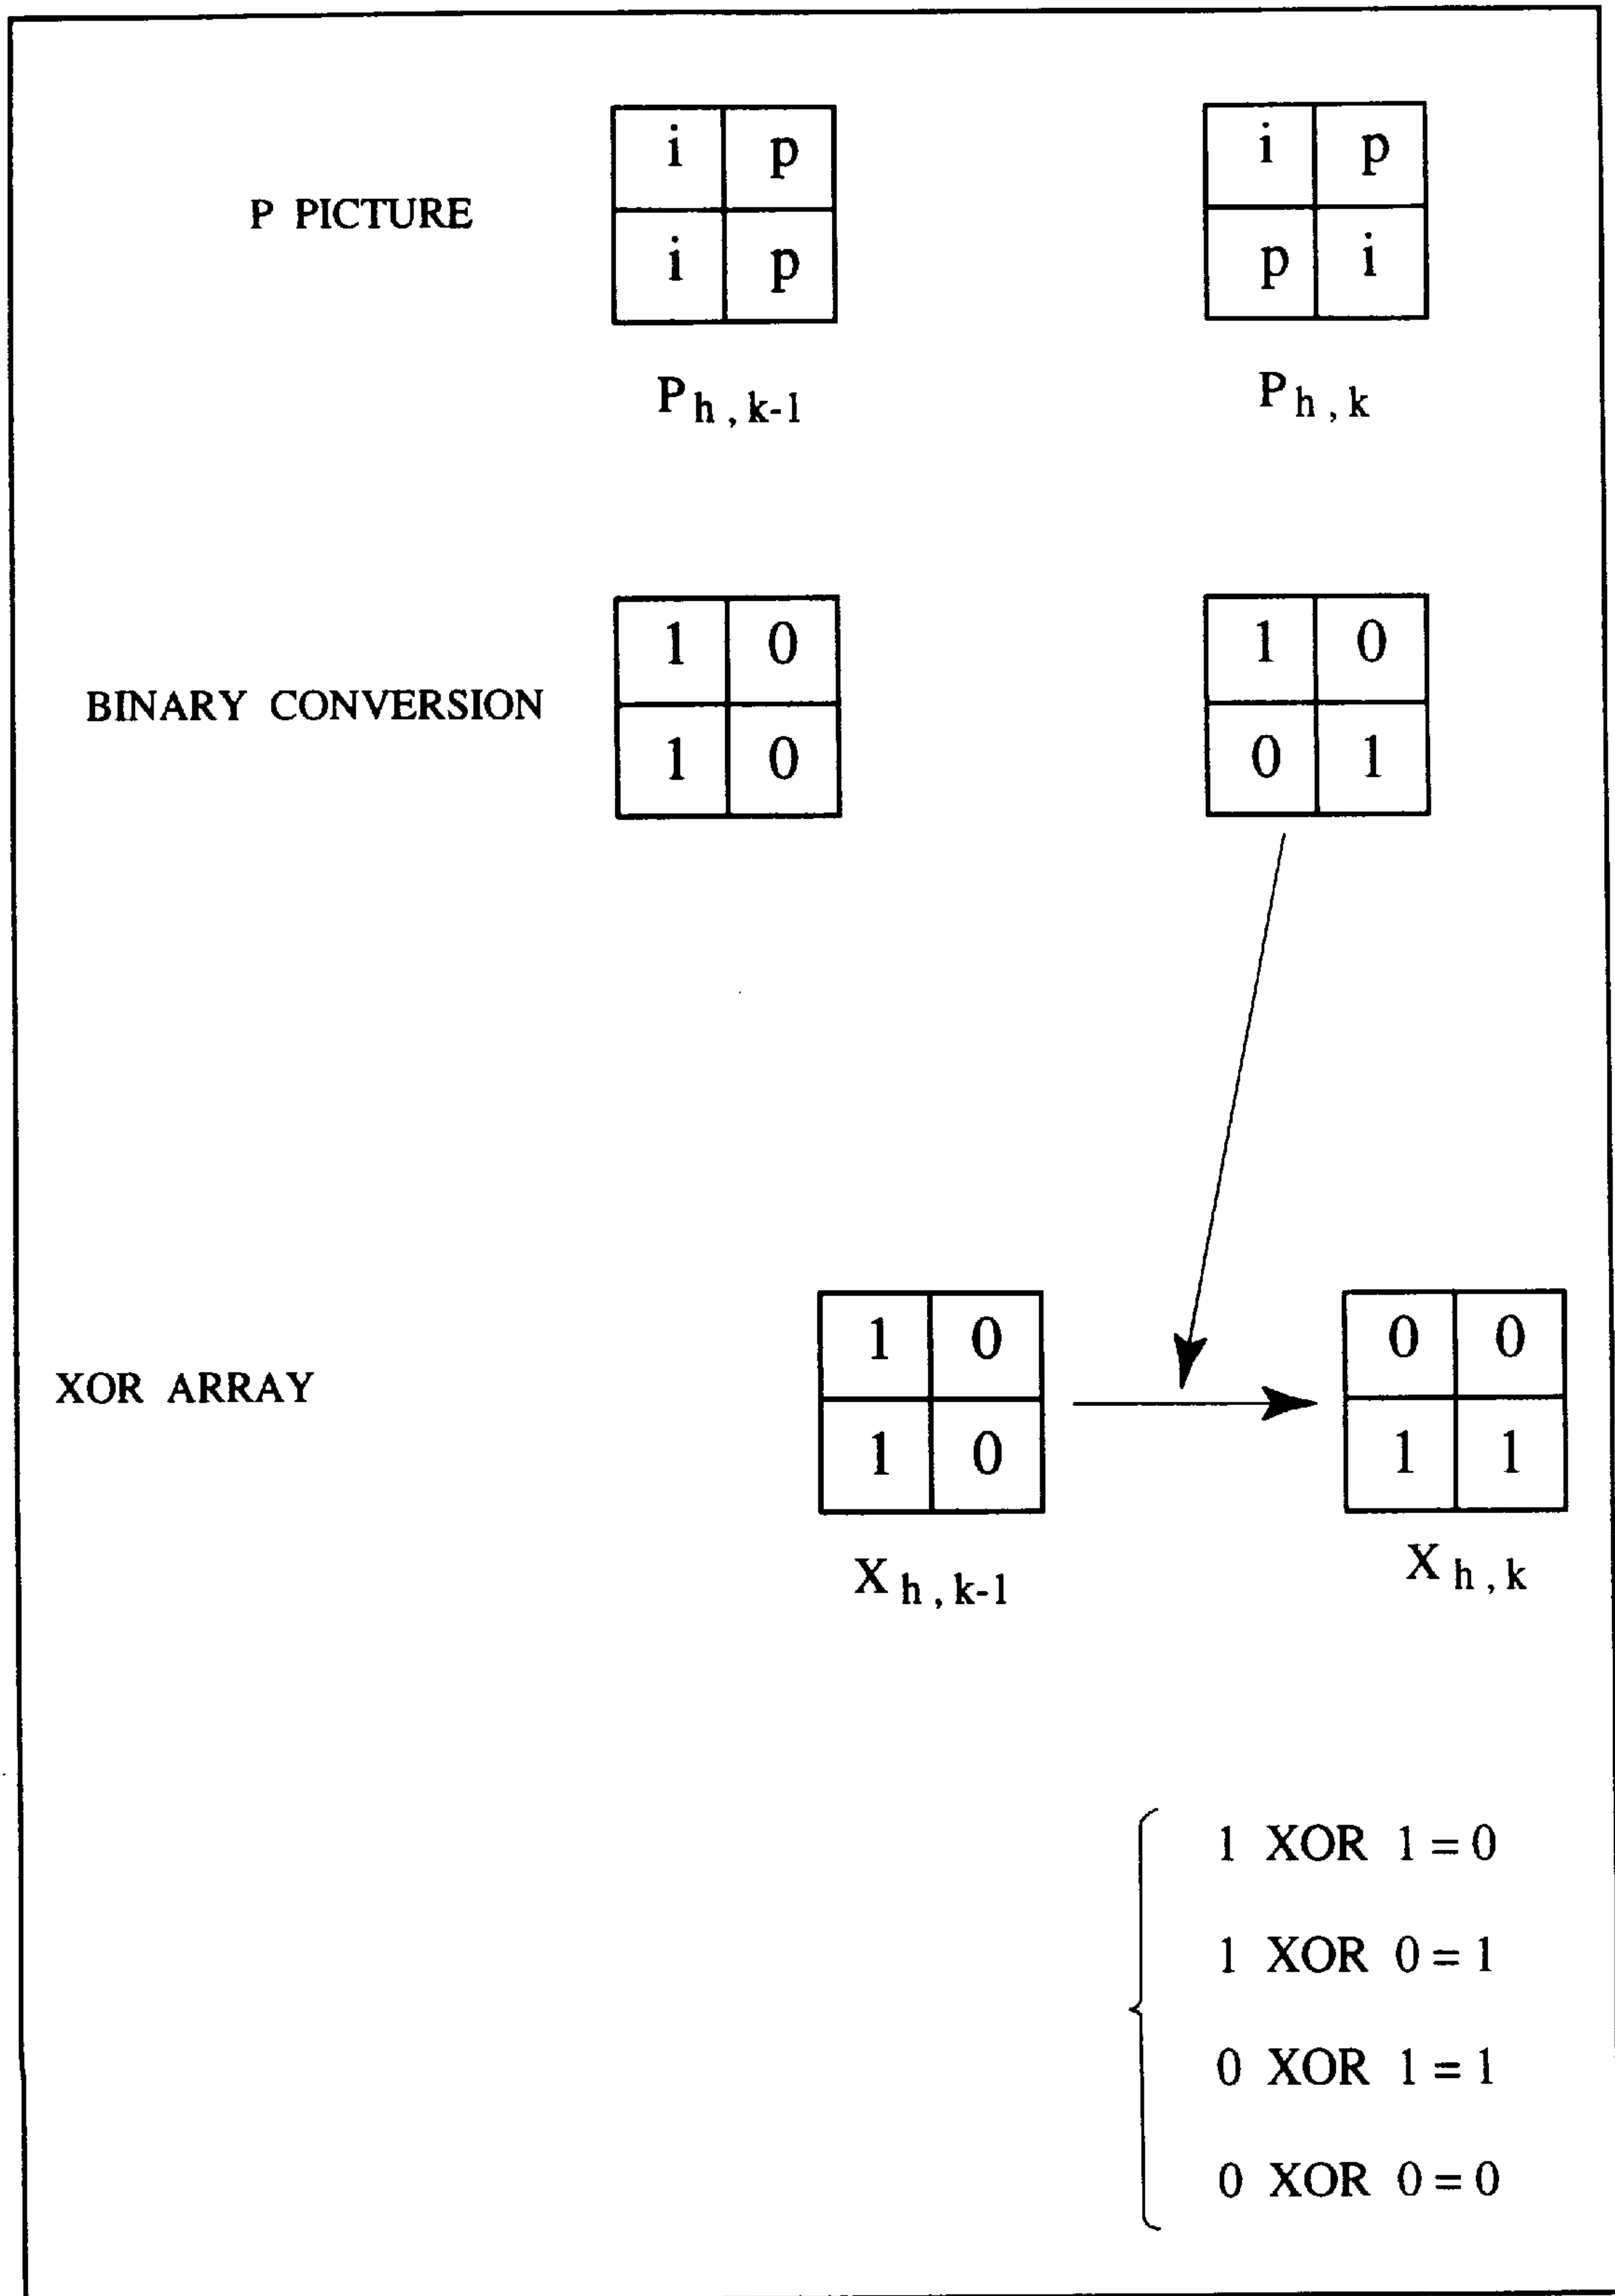 i p i p
P PICTURE
i p p i
P h , k-1 P h , k
1 0 1 0
BINARY CONVERSION
1 0 0 1
1 0 0 0
XOR ARRAY
1 0 1 1
X h , k-1 X h , k
1 XOR 1 = 0
1 XOR 0 = 1
0 XOR 1 = 1
0 XOR 0 = 0